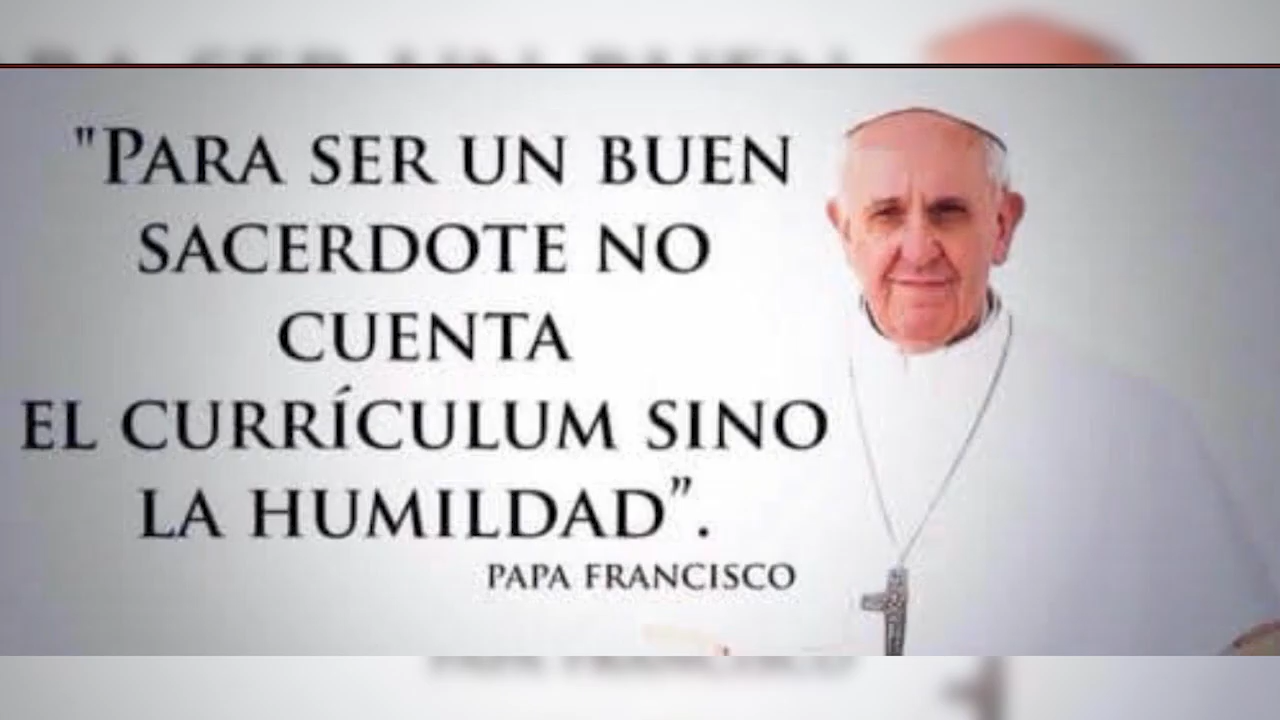 "PARA SER UN BUEN
SACERDOTE NO
CUENTA
EL CURRÍCULUM SINO
LA HUMILDAD”.
PAPA FRANCISCO